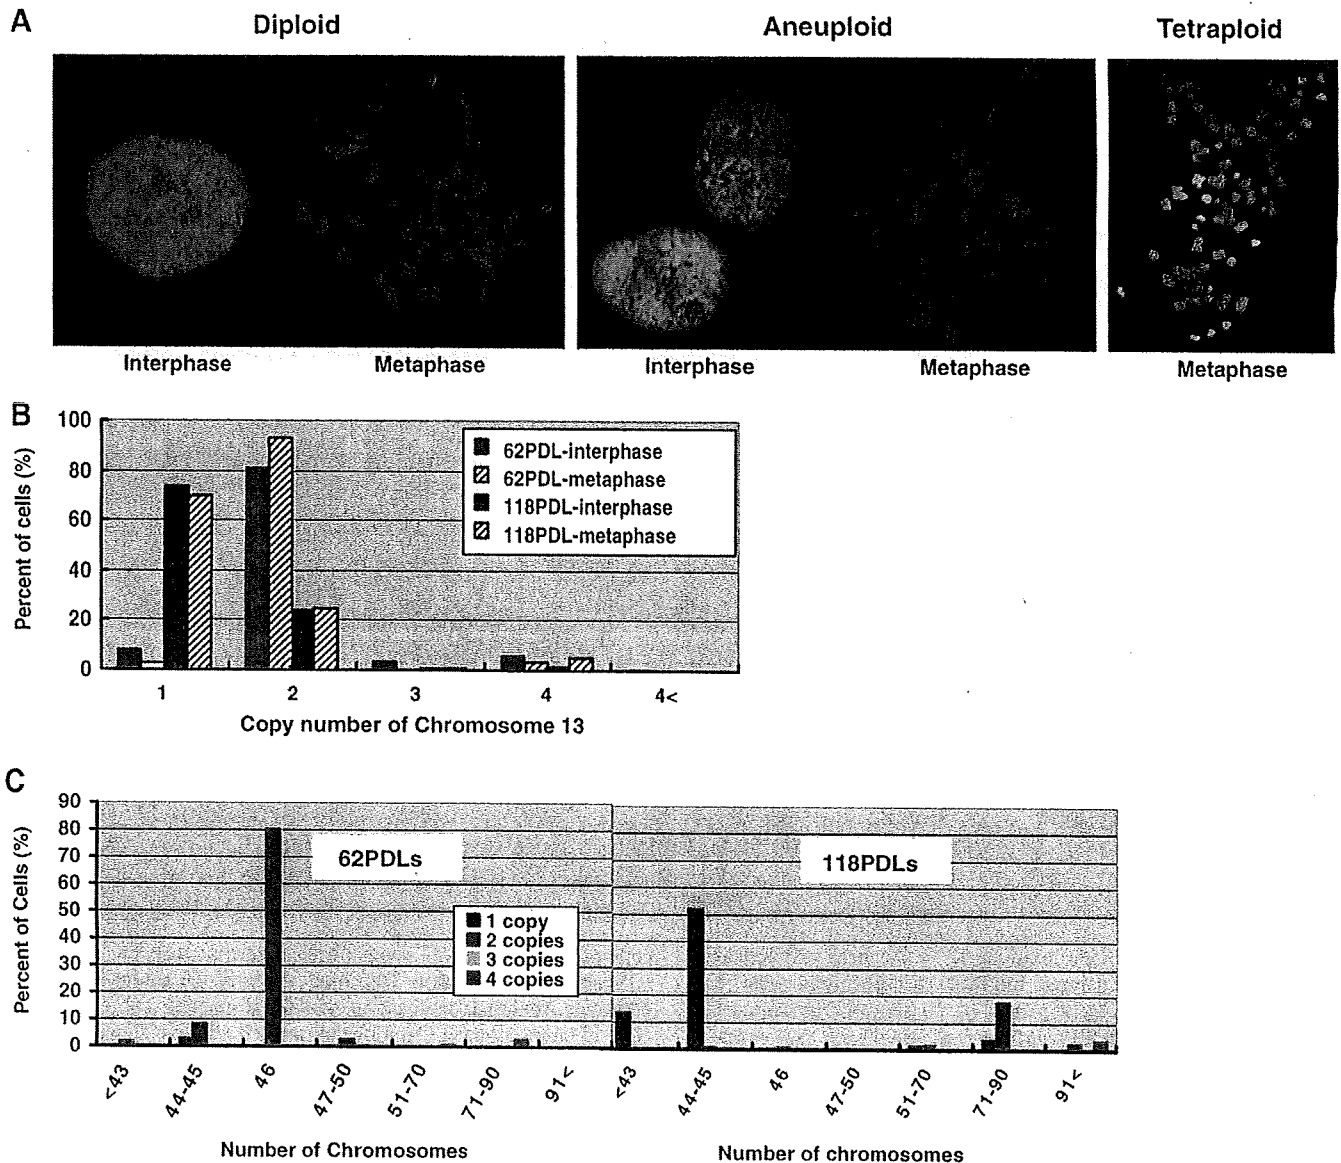 A
Diploid
Aneuploid
Tetraploid
Interphase
Metaphase
Interphase
Metaphase
Metaphase
B
Percent of cells (%)
100
80
60
40
20
0
62PDL-interphase
62PDL-metaphase
118PDL-interphase
118PDL-metaphase
1
2
3
4
4<
Copy number of Chromosome 13
C
Percent of Cells (%)
90
80
70
60
50
40
30
20
10
0
62PDLs
118PDLs
1 copy
2 copies
3 copies
4 copies
<43
44-45
46
47-50
51-70
71-90
91<
<43
44-45
46
47-50
51-70
71-90
91<
Number of Chromosomes
Number of chromosomes